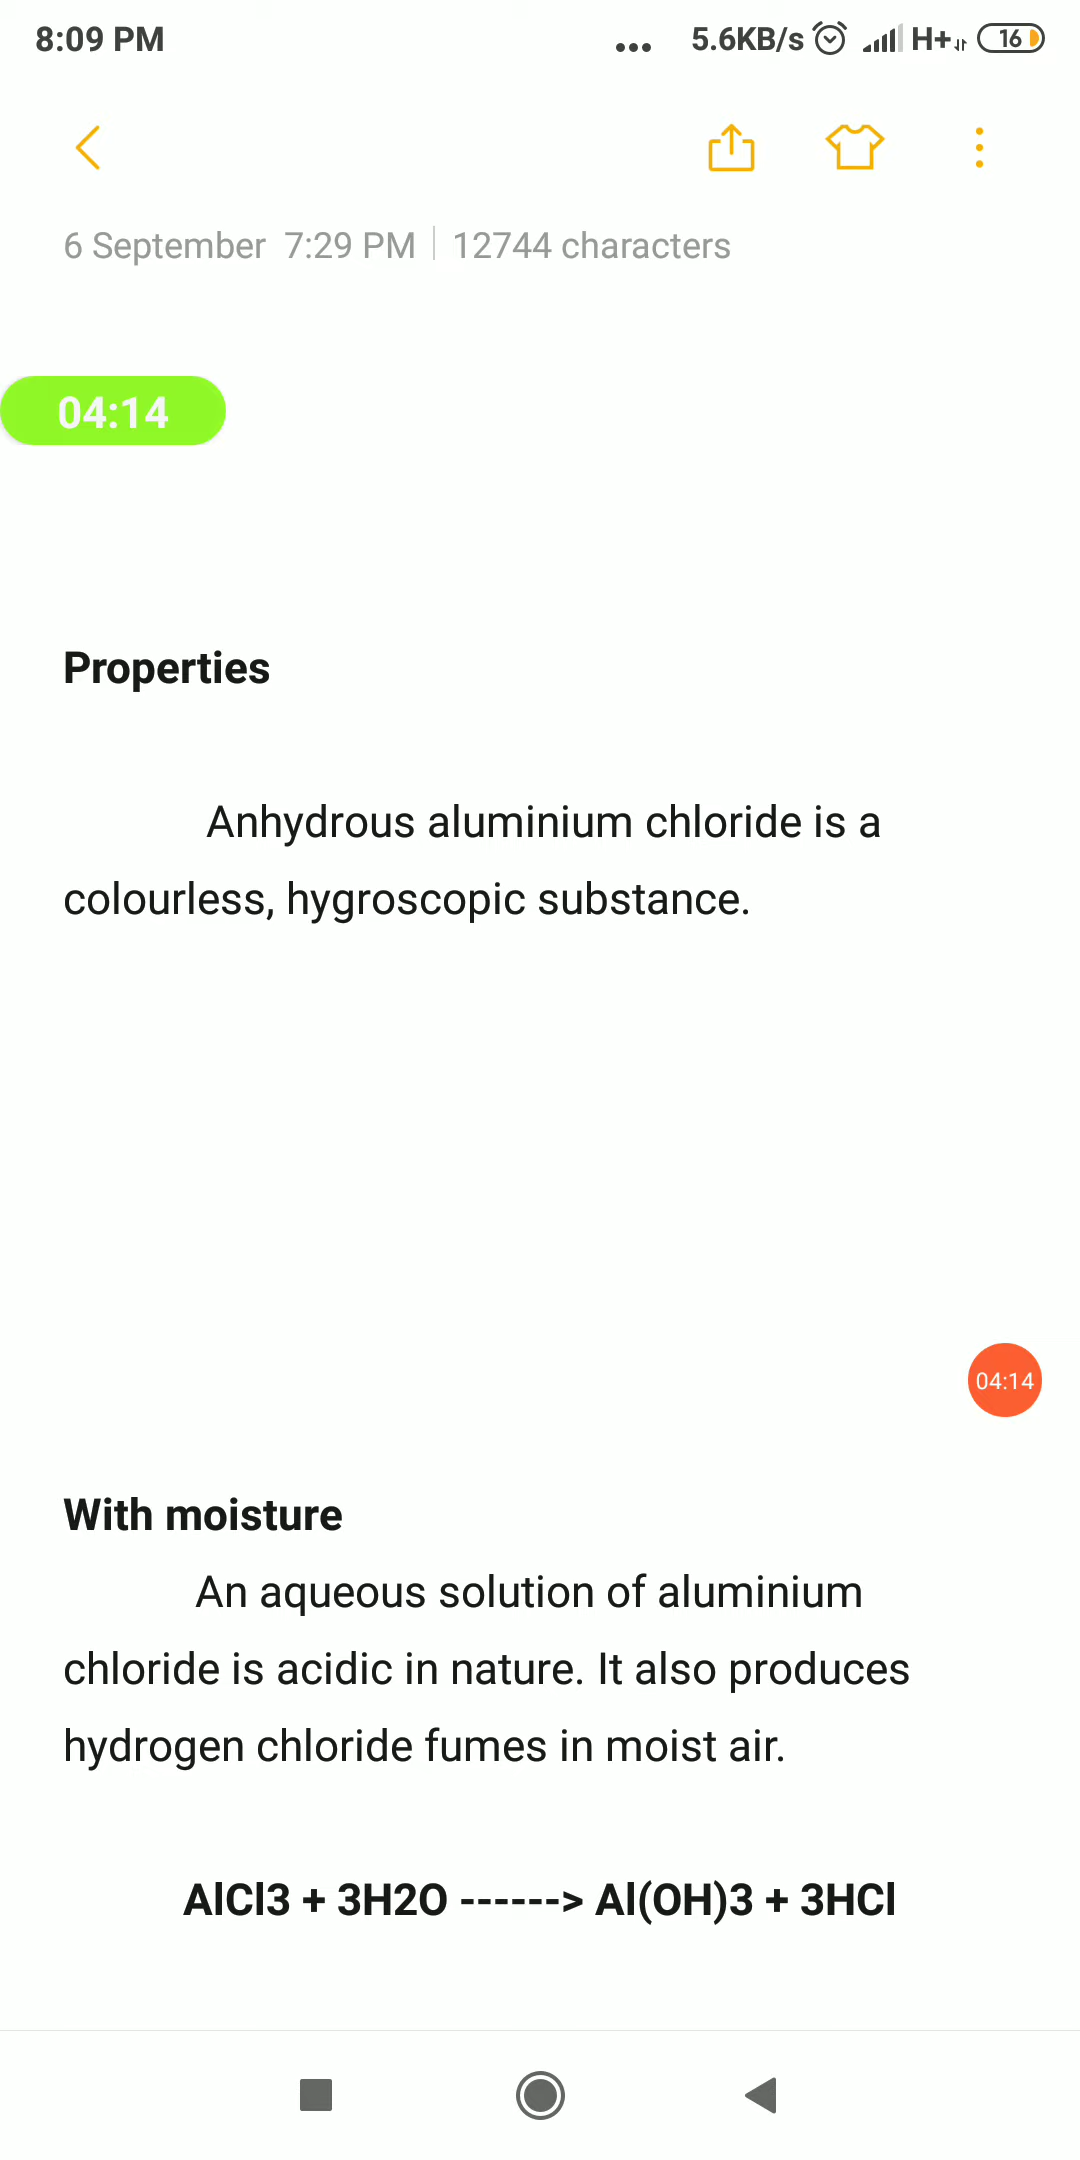 8:09 PM ... 5.6KB/s H+ 16
6 September 7:29 PM | 12744 characters
04:14
Properties
Anhydrous aluminium chloride is a
colourless, hygroscopic substance.
04:14
With moisture
An aqueous solution of aluminium
chloride is acidic in nature. It also produces
hydrogen chloride fumes in moist air.
AlCl3 + 3H2O ------> Al(OH)3 + 3HCl